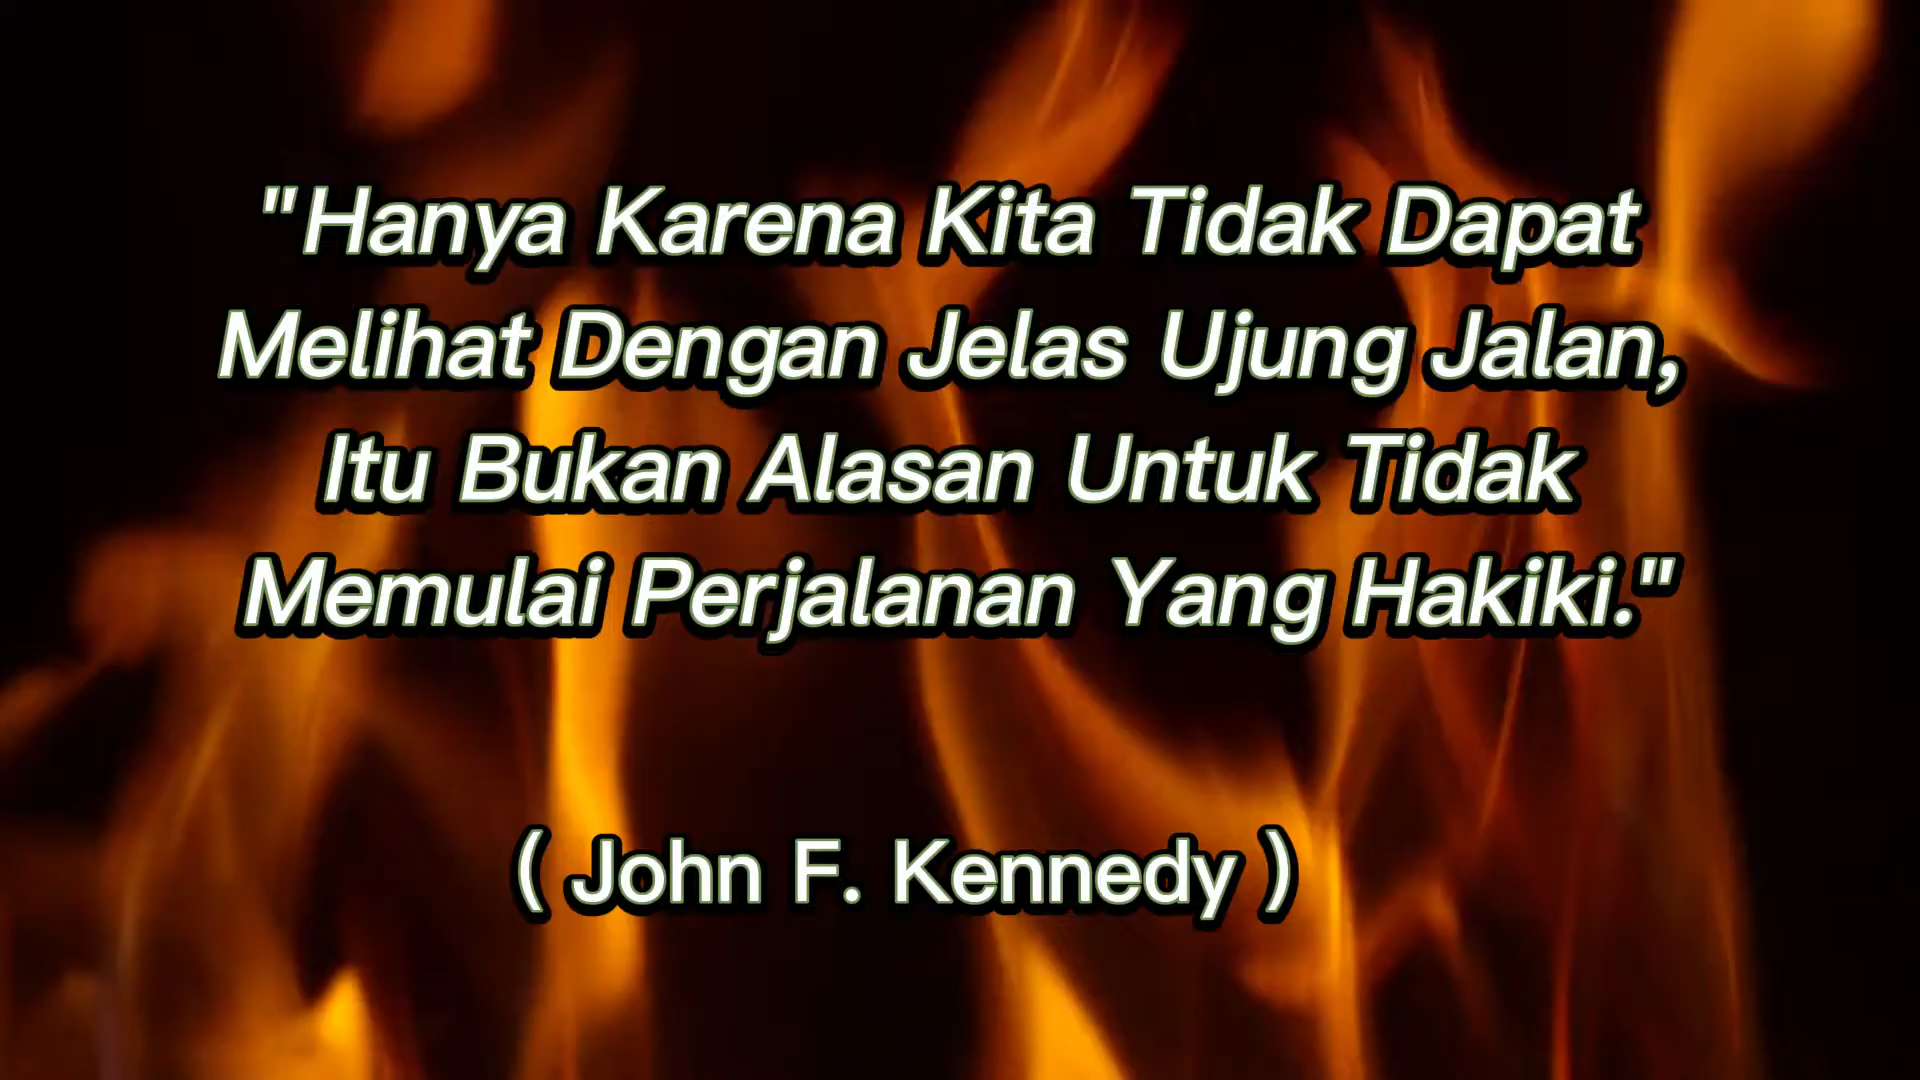 "Hanya Karena Kita Tidak Dapat
Melihat Dengan Jelas Ujung Jalan,
Itu Bukan Alasan Untuk Tidak
Memulai Perjalanan Yang Hakiki."
( John F. Kennedy )